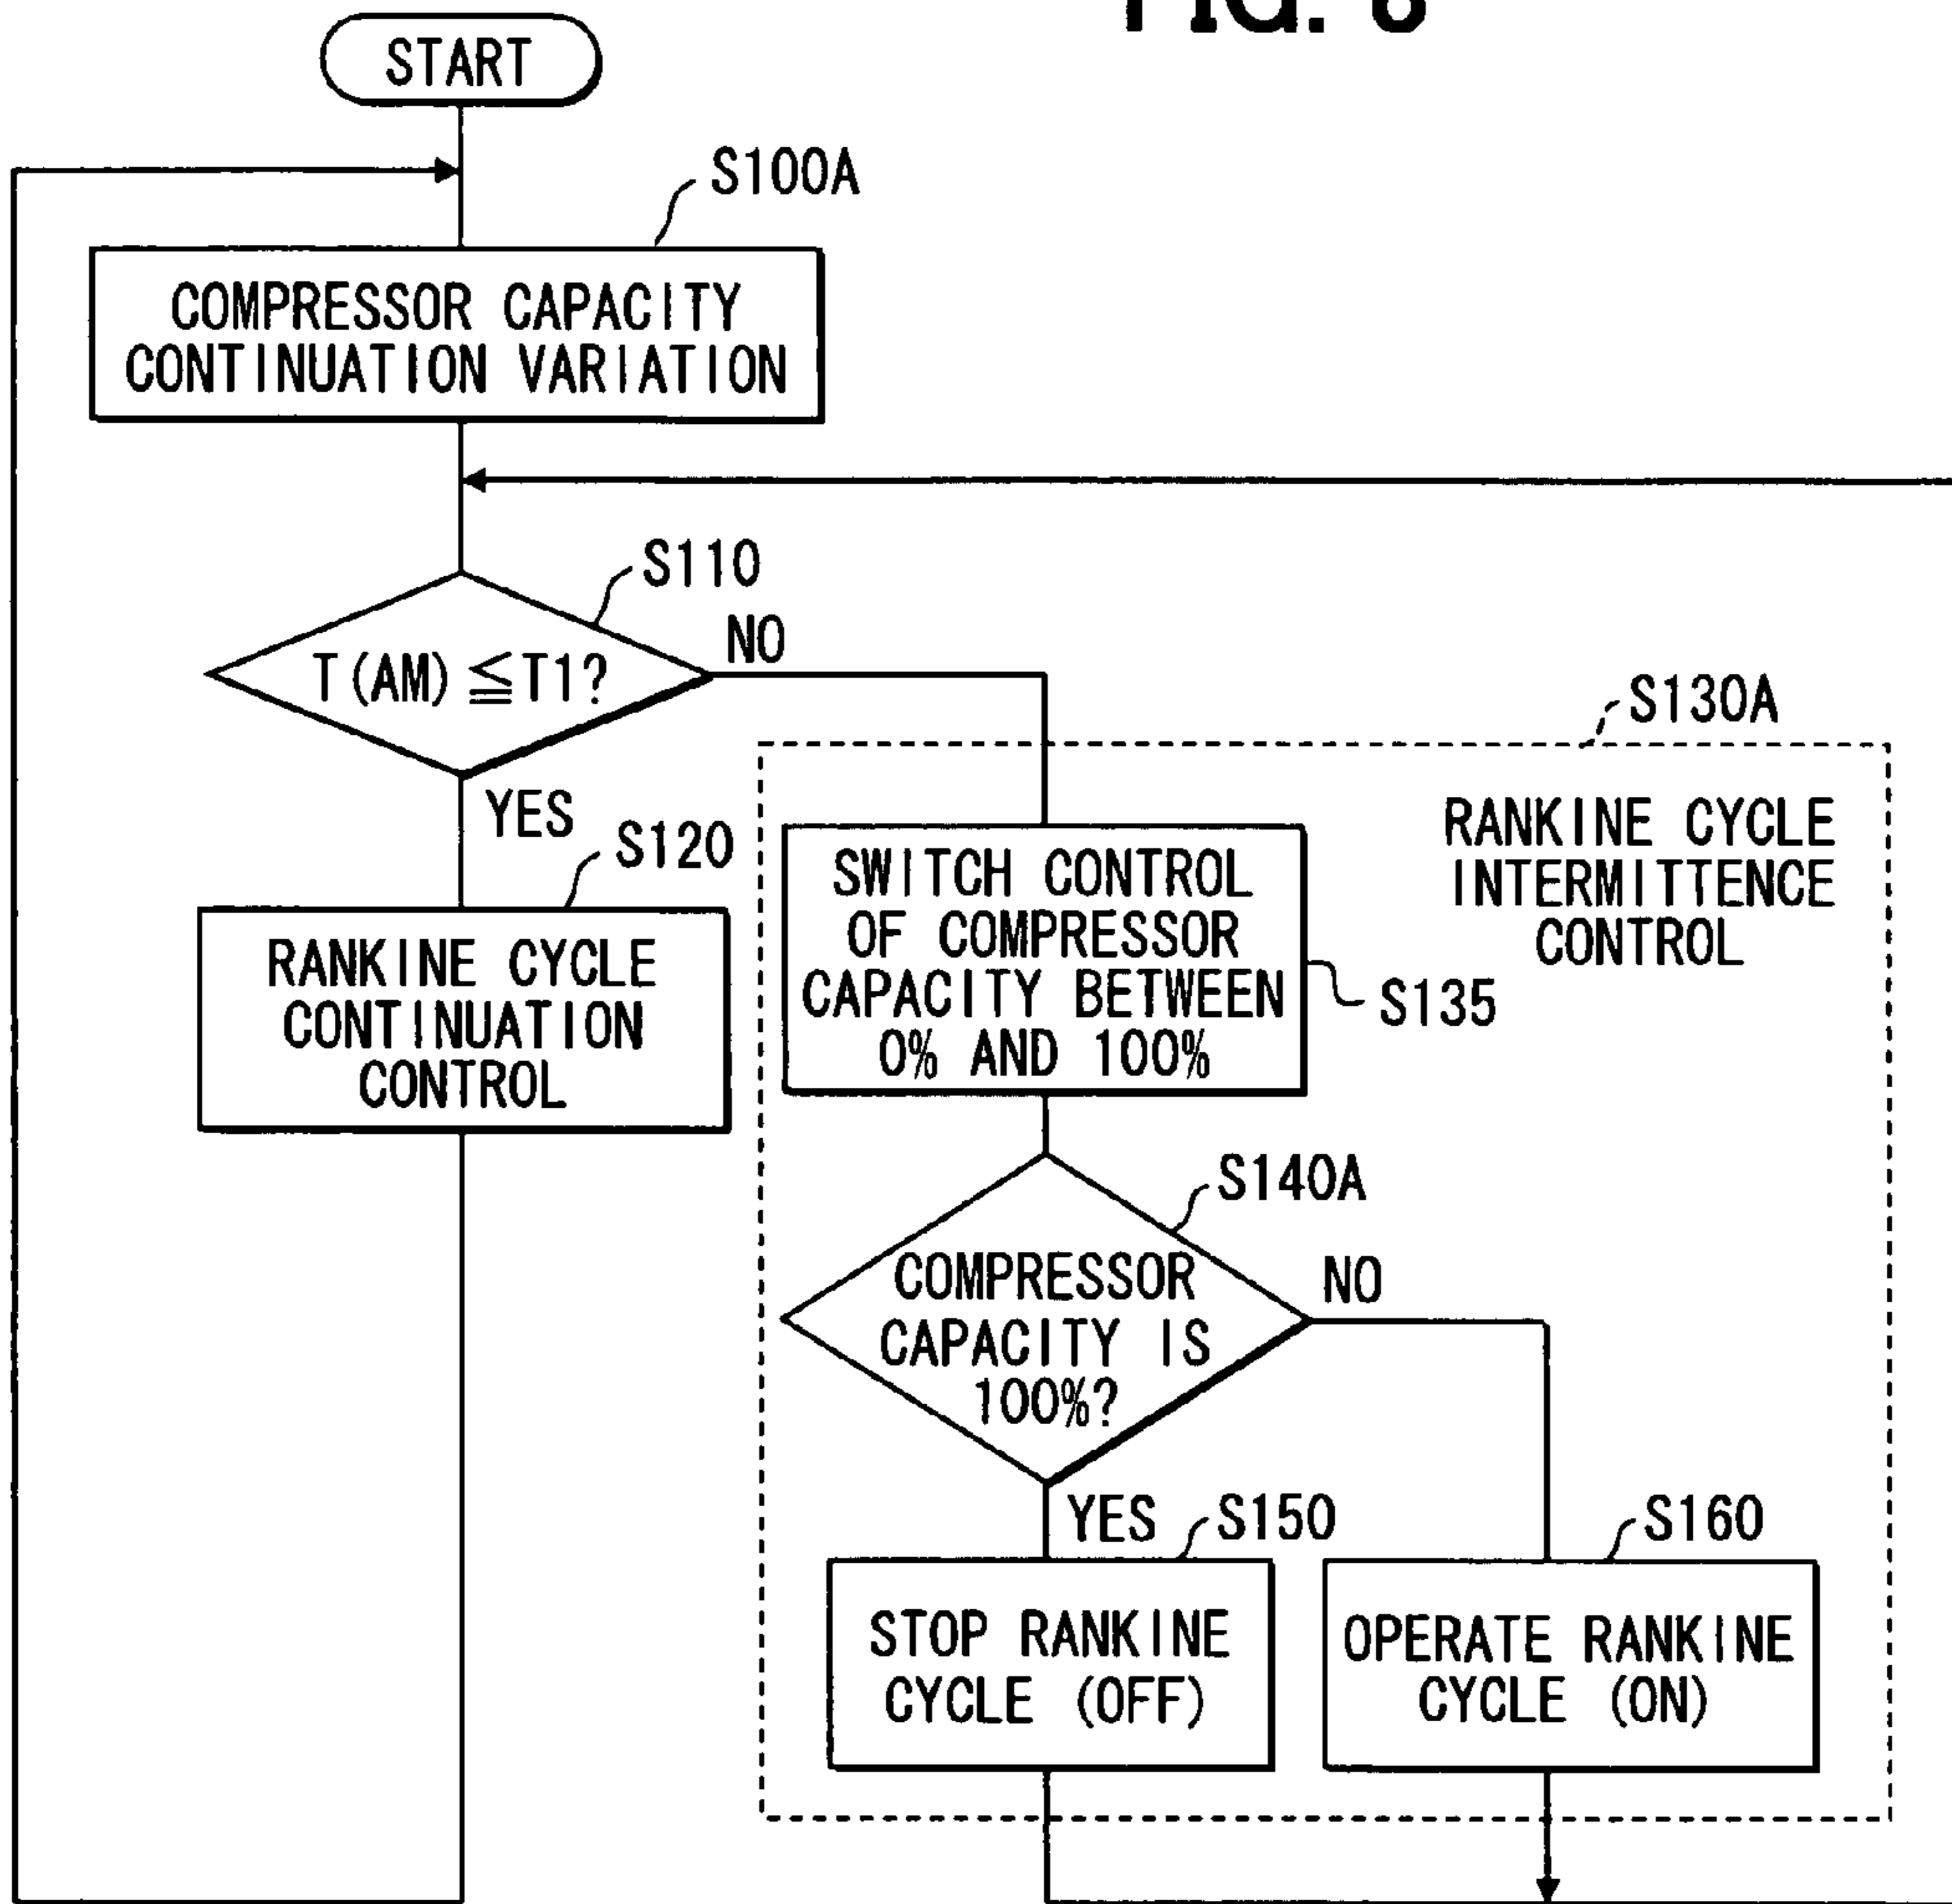 START
S100A
COMPRESSOR CAPACITY
CONTINUATION VARIATION
S110
T(AM)≦T1?
NO
YES
S120
RANKINE CYCLE
CONTINUATION
CONTROL
S130A
RANKINE CYCLE
INTERMITTENCE
CONTROL
SWITCH CONTROL
OF COMPRESSOR
CAPACITY BETWEEN
0% AND 100%
S135
S140A
COMPRESSOR
CAPACITY IS
100%?
NO
YES
S150
STOP RANKINE
CYCLE (OFF)
S160
OPERATE RANKINE
CYCLE (ON)